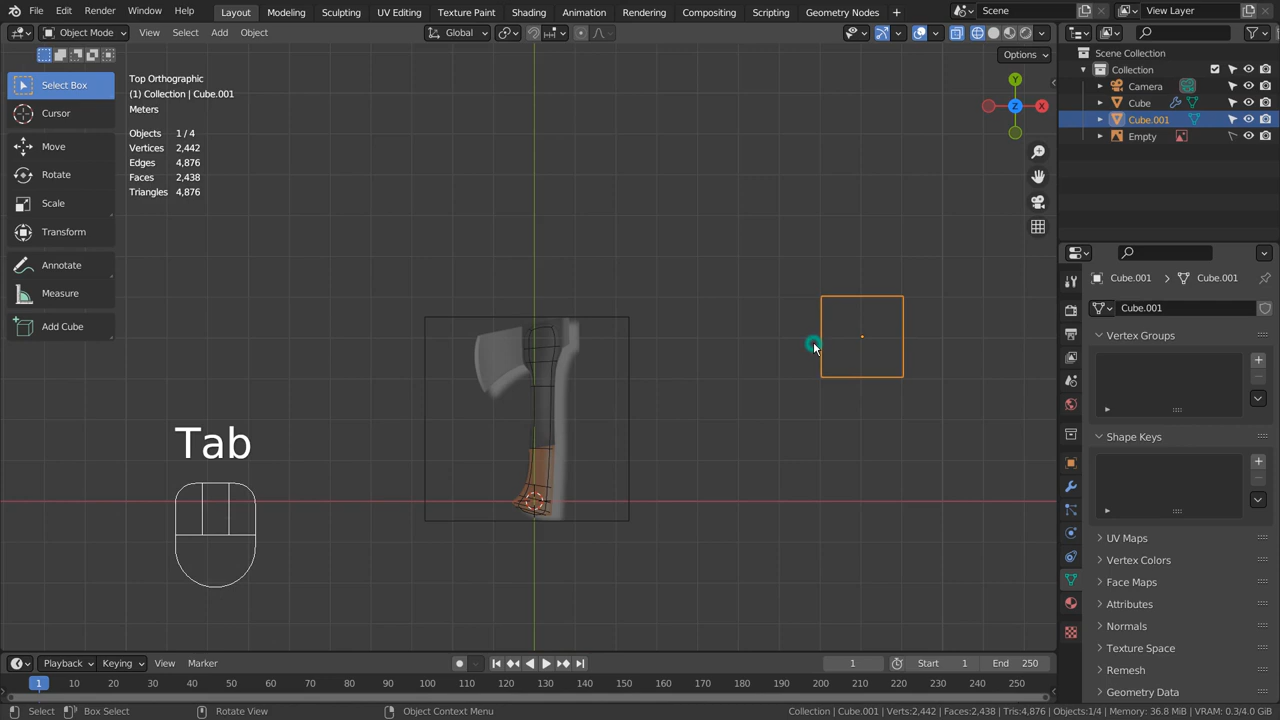 File Edit Render Window Help Layout Modeling Sculpting UV Editing Texture Paint Shading Animation Rendering Compositing Scripting Geometry Nodes + Scene View Layer
Object Mode View Select Add Object Global
Options
Select Box
Cursor
Move
Rotate
Scale
Transform
Annotate
Measure
Add Cube
Top Orthographic
(1) Collection | Cube.001
Meters
Objects 1 / 4
Vertices 2,442
Edges 4,876
Faces 2,438
Triangles 4,876
Y
Z
X
Tab
Scene Collection
Collection
Camera
Cube
Cube.001
Empty
Cube.001 > Cube.001
Cube.001
Vertex Groups
Shape Keys
UV Maps
Vertex Colors
Face Maps
Attributes
Normals
Texture Space
Remesh
Geometry Data
Playback Keying View Marker 1 Start 1 End 250
1 10 20 30 40 50 60 70 80 90 100 110 120 130 140 150 160 170 180 190 200 210 220 230 240 250
Select Box Select Rotate View Object Context Menu Collection | Cube.001 | Verts:2,442 | Faces:2,438 | Tris:4,876 | Objects:1/4 | Memory: 36.8 MiB | VRAM: 0.3/4.0 GiB